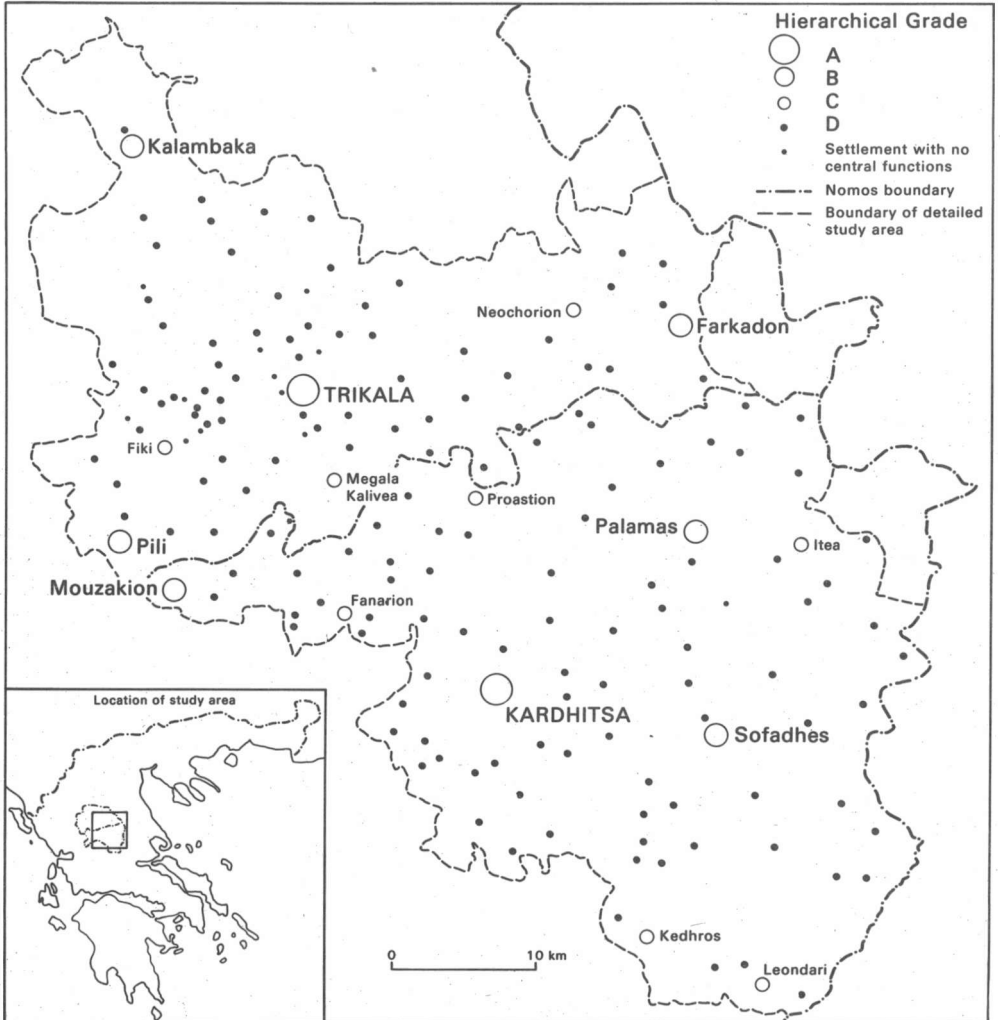 Hierarchical Grade
A
B
C
D
Settlement with no
central functions
Nomos boundary
Boundary of detailed
study area
Kalambaka
Neochorion
Farkadon
TRIKALA
Fiki
Megala
Kalivea
Proastion
Palamas
Itea
Pili
Mouzakion
Fanarion
KARDHITSA
Sofadhes
Location of study area
Kedhros
Leondari
0 10 km